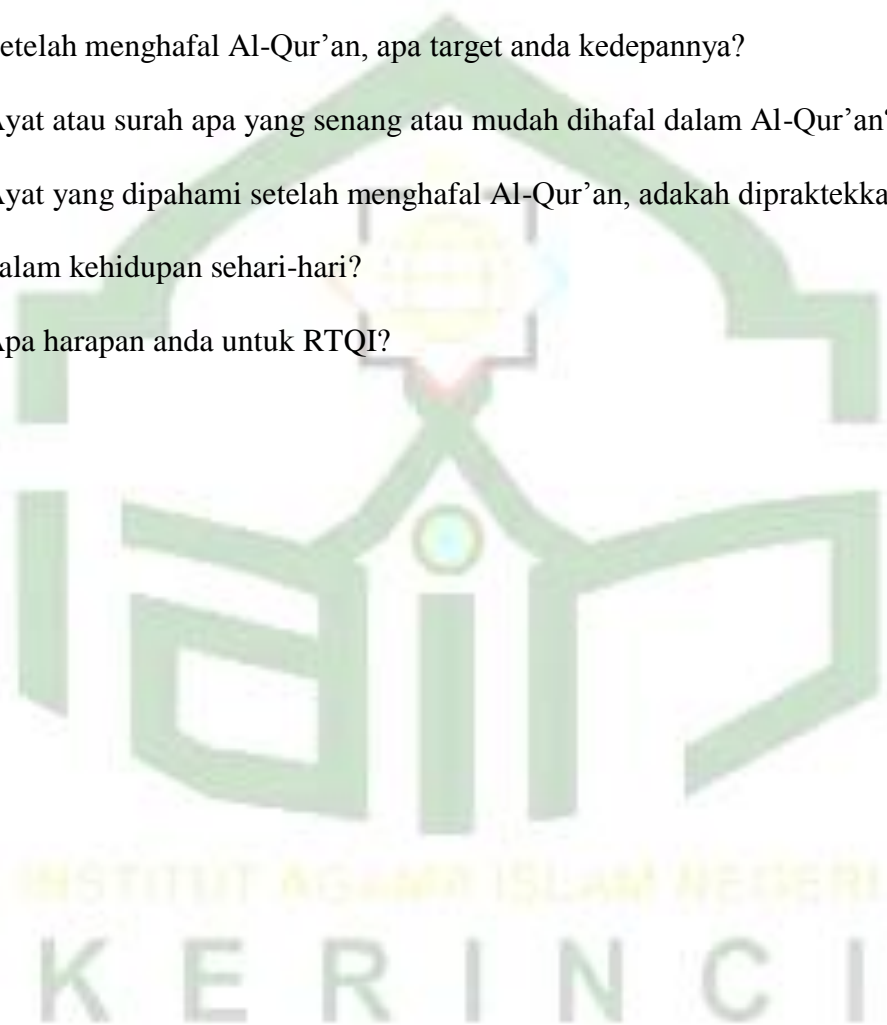 etelah menghafal Al-Qur’an, apa target anda kedepannya?
Ayat atau surah apa yang senang atau mudah dihafal dalam Al-Qur’an?
Ayat yang dipahami setelah menghafal Al-Qur’an, adakah dipraktekka
alam kehidupan sehari-hari?
Apa harapan anda untuk RTQI?
iain
INSTITUT AGAMA ISLAM NEGERI
KERINCI